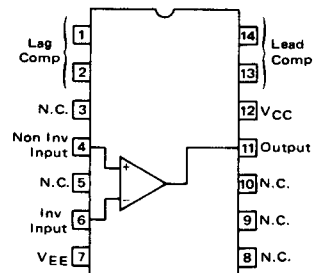 1
Lag
Comp
2
N.C. 3
Non Inv
Input 4
N.C. 5
Inv
Input 6
VEE 7
+
−
14
Lead
Comp
13
12 VCC
11 Output
10 N.C.
9 N.C.
8 N.C.